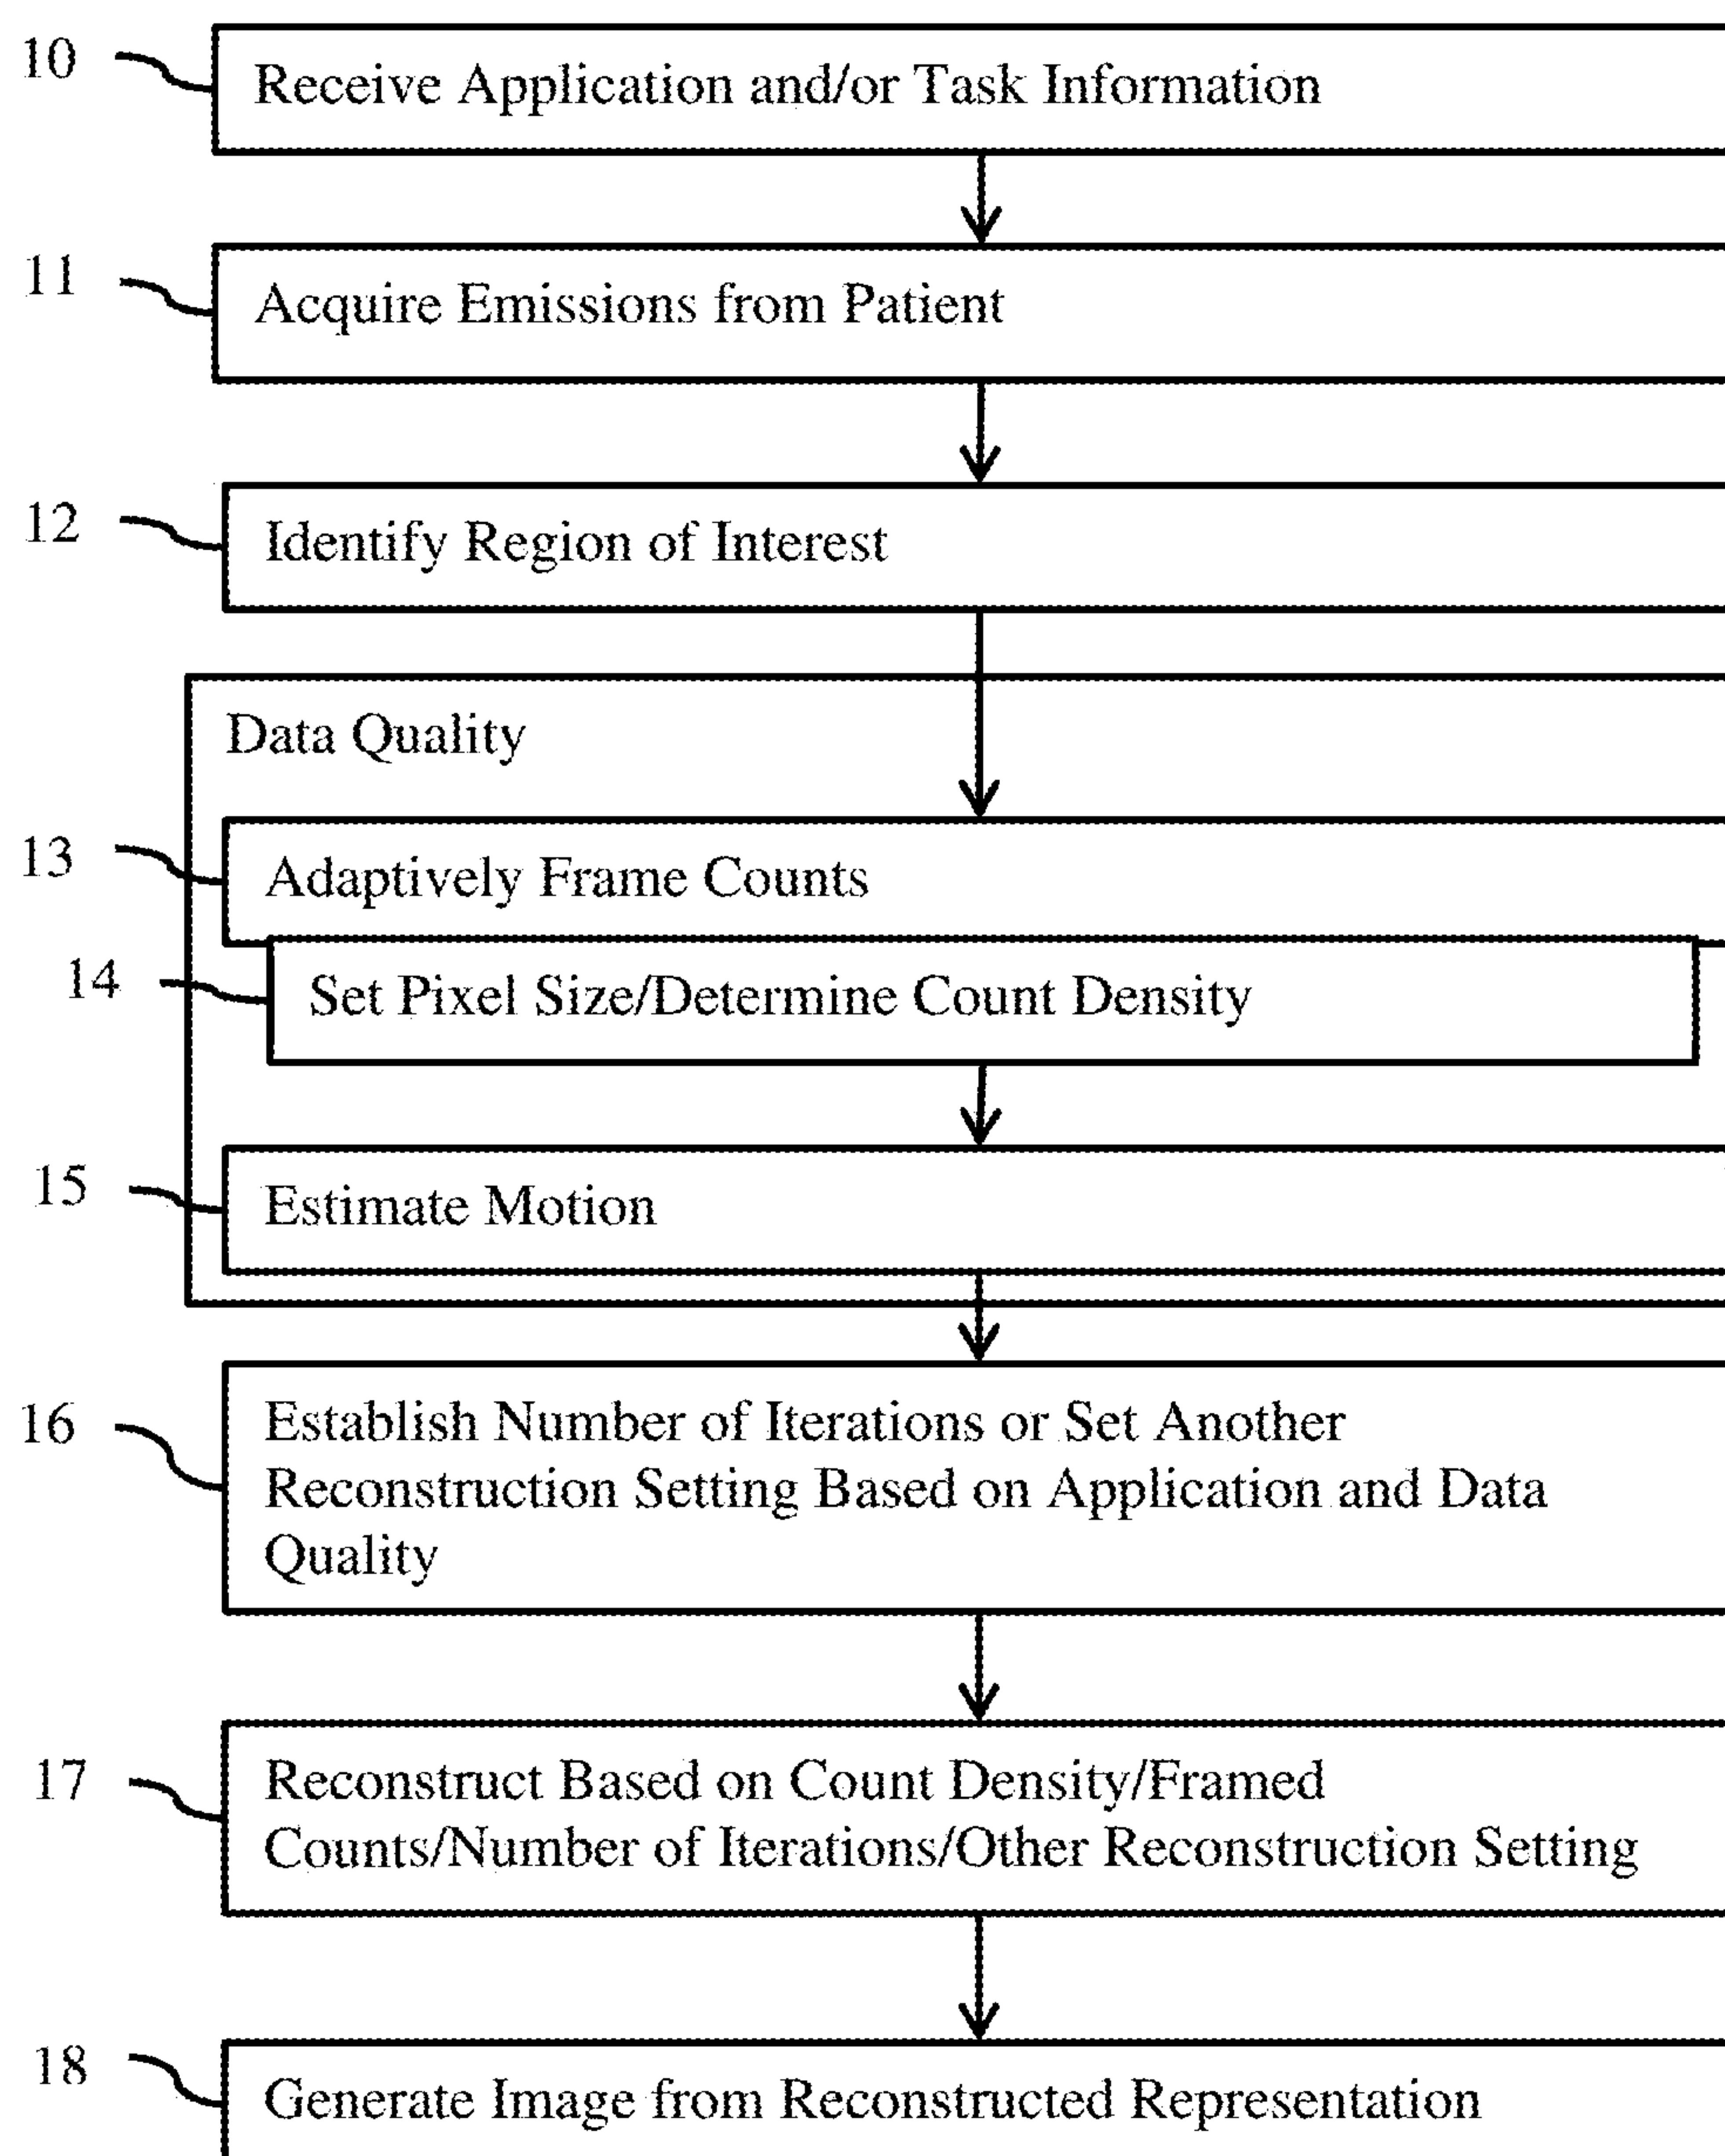 10
Receive Application and/or Task Information
11
Acquire Emissions from Patient
12
Identify Region of Interest
Data Quality
13
Adaptively Frame Counts
14
Set Pixel Size/Determine Count Density
15
Estimate Motion
16
Establish Number of Iterations or Set Another
Reconstruction Setting Based on Application and Data
Quality
17
Reconstruct Based on Count Density/Framed
Counts/Number of Iterations/Other Reconstruction Setting
18
Generate Image from Reconstructed Representation